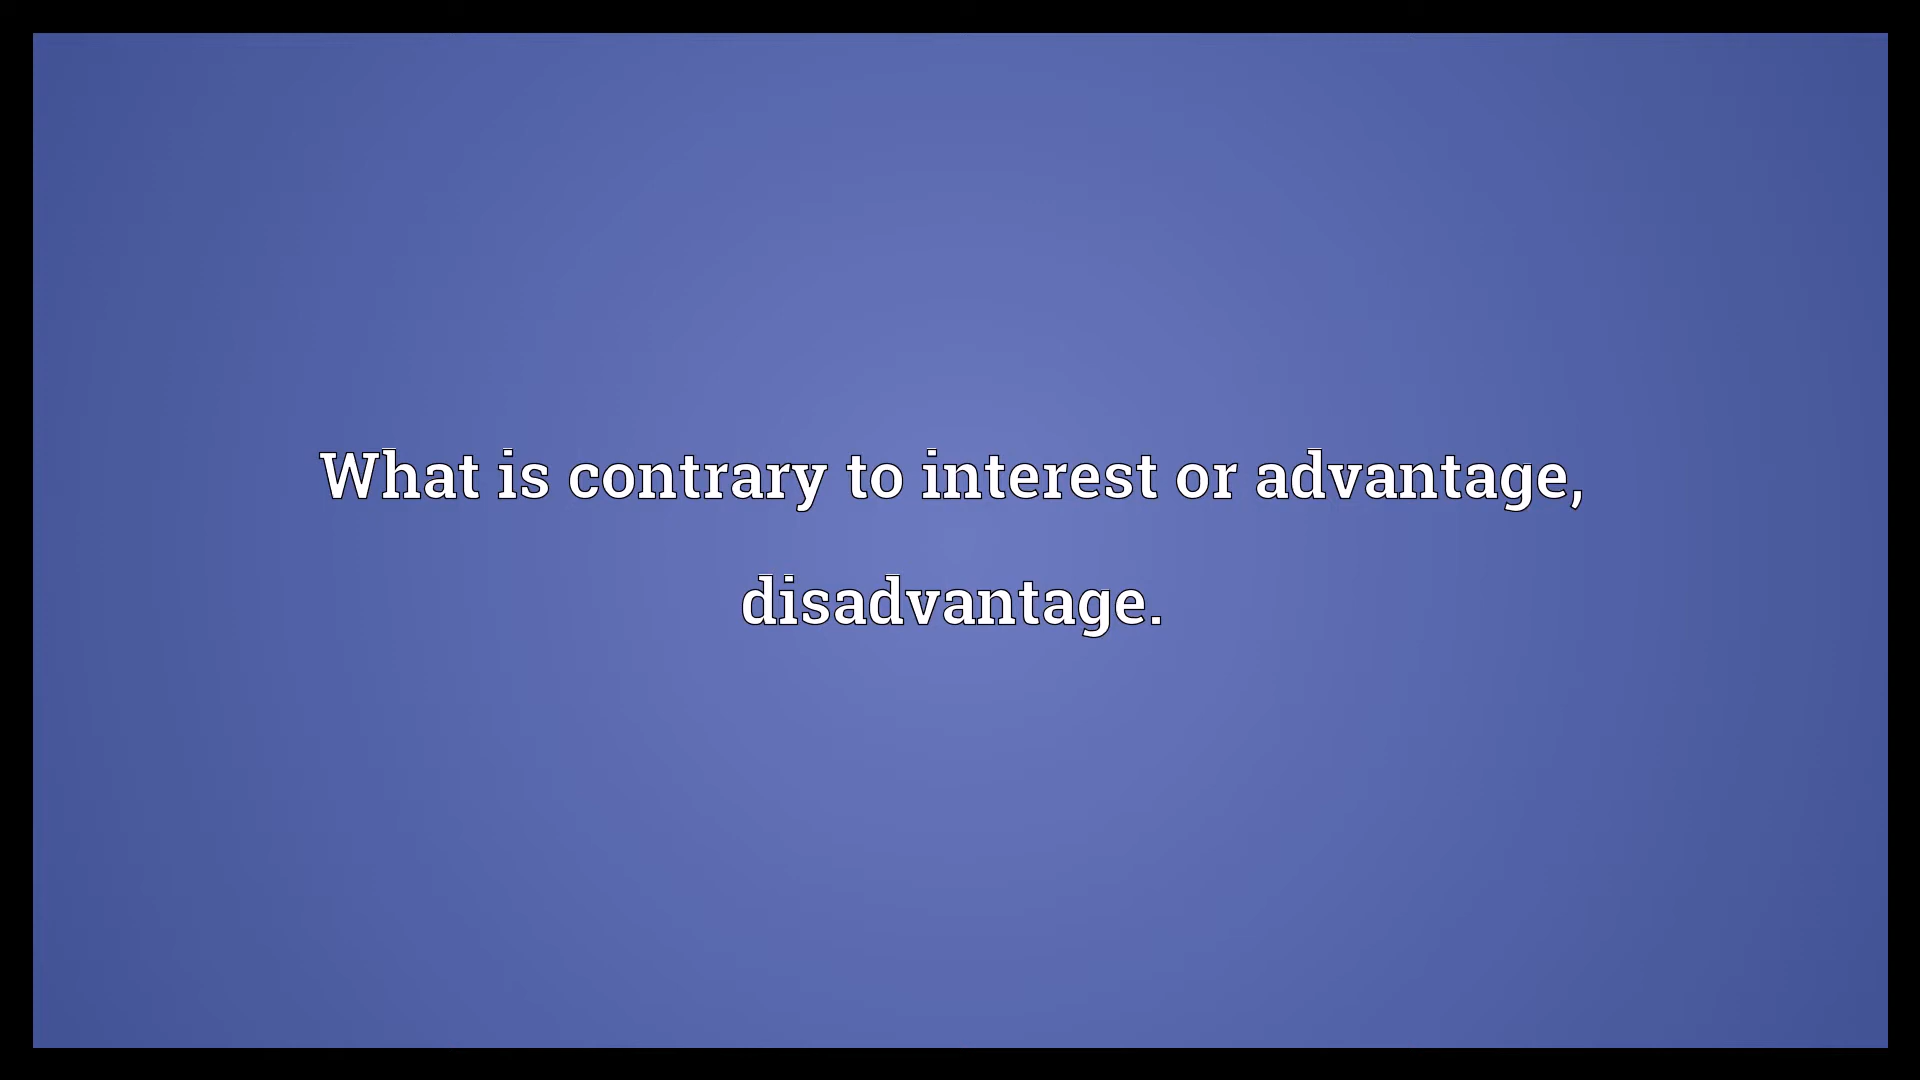 What is contrary to interest or advantage,
disadvantage.